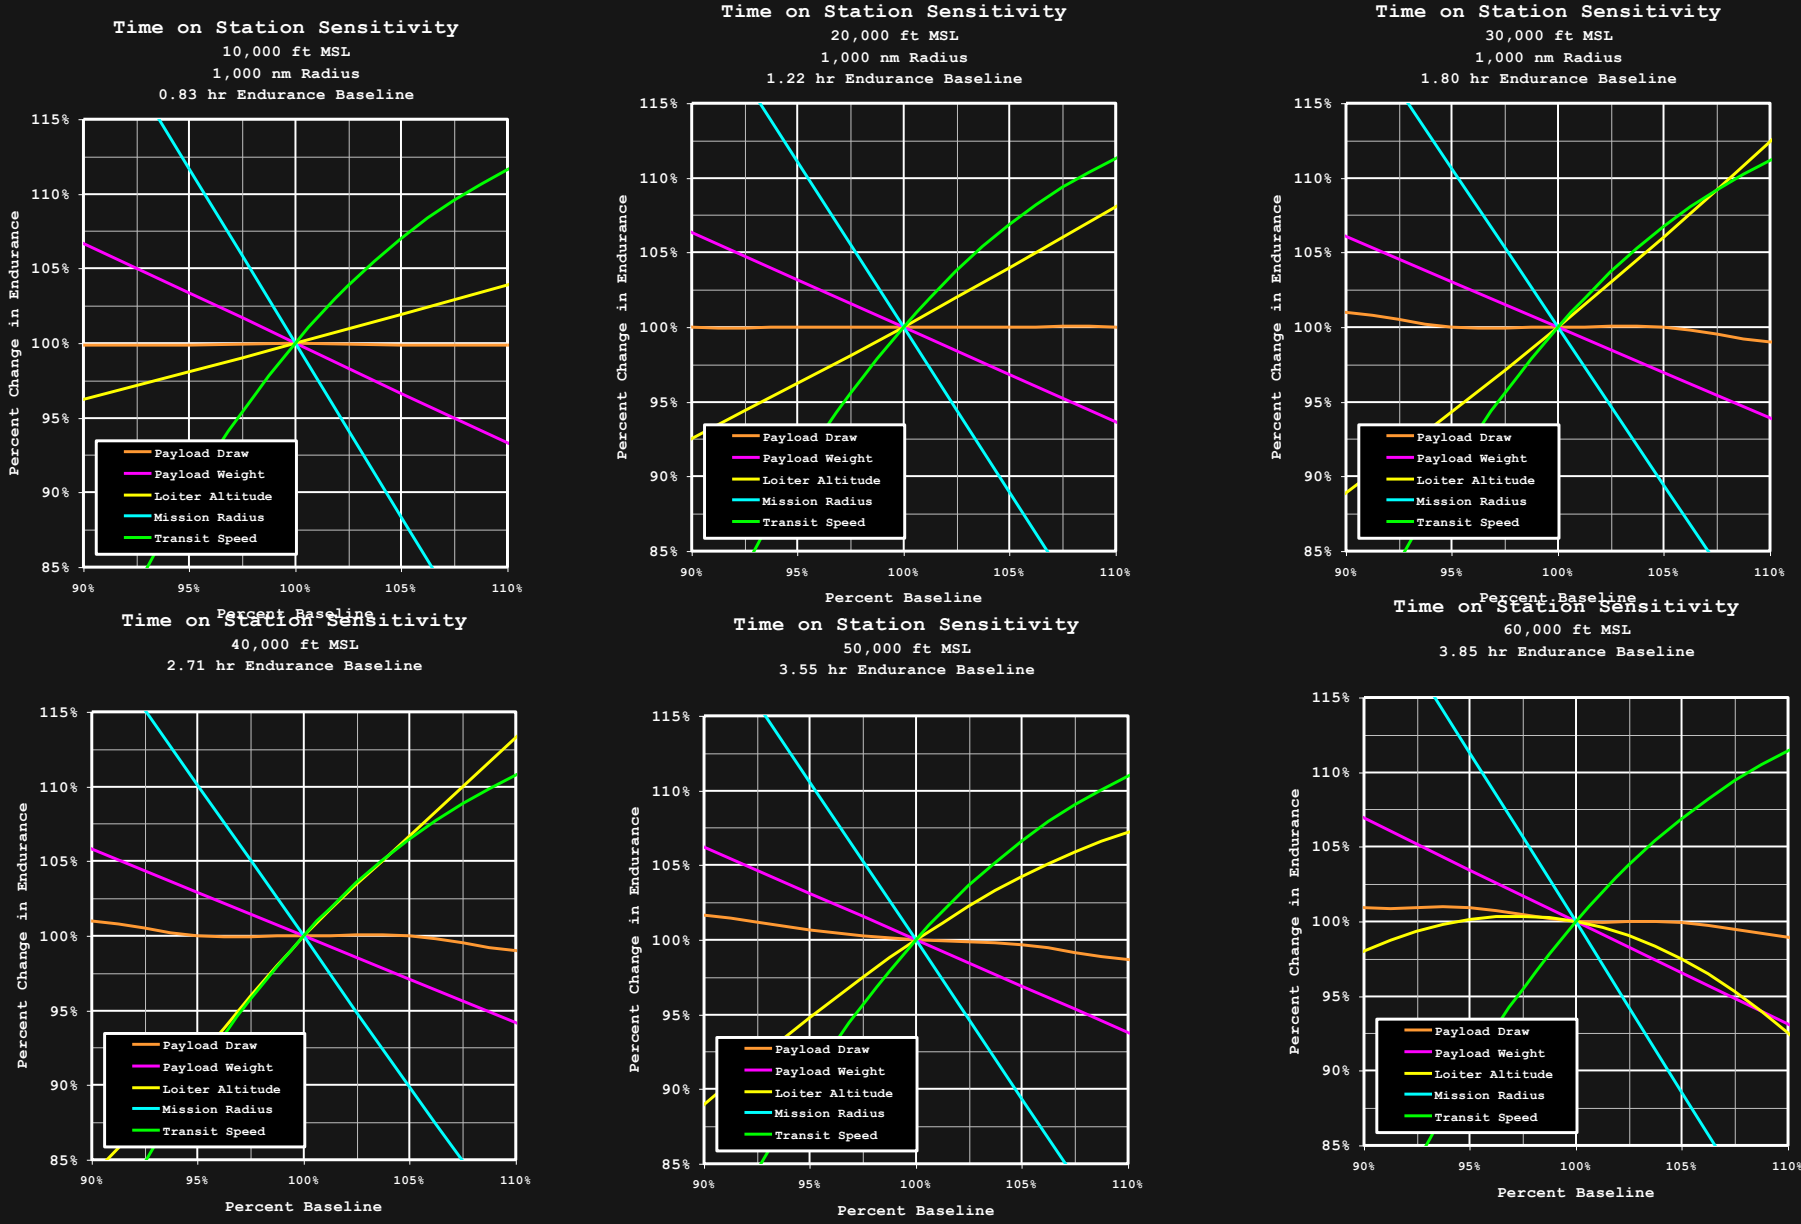 Time on Station Sensitivity
10,000 ft MSL
1,000 nm Radius
0.83 hr Endurance Baseline
Percent Change in Endurance
115%
110%
105%
100%
95%
90%
85%
Payload Draw
Payload Weight
Loiter Altitude
Mission Radius
Transit Speed
90% 95% 100% 105% 110%
Percent Baseline
Time on Station Sensitivity
20,000 ft MSL
1,000 nm Radius
1.22 hr Endurance Baseline
Percent Change in Endurance
115%
110%
105%
100%
95%
90%
85%
Payload Draw
Payload Weight
Loiter Altitude
Mission Radius
Transit Speed
90% 95% 100% 105% 110%
Percent Baseline
Time on Station Sensitivity
30,000 ft MSL
1,000 nm Radius
1.80 hr Endurance Baseline
Percent Change in Endurance
115%
110%
105%
100%
95%
90%
85%
Payload Draw
Payload Weight
Loiter Altitude
Mission Radius
Transit Speed
90% 95% 100% 105% 110%
Percent Baseline
Time on Station Sensitivity
40,000 ft MSL
2.71 hr Endurance Baseline
Percent Change in Endurance
115%
110%
105%
100%
95%
90%
85%
Payload Draw
Payload Weight
Loiter Altitude
Mission Radius
Transit Speed
90% 95% 100% 105% 110%
Percent Baseline
Time on Station Sensitivity
50,000 ft MSL
3.55 hr Endurance Baseline
Percent Change in Endurance
115%
110%
105%
100%
95%
90%
85%
Payload Draw
Payload Weight
Loiter Altitude
Mission Radius
Transit Speed
90% 95% 100% 105% 110%
Percent Baseline
Time on Station Sensitivity
60,000 ft MSL
3.85 hr Endurance Baseline
Percent Change in Endurance
115%
110%
105%
100%
95%
90%
85%
Payload Draw
Payload Weight
Loiter Altitude
Mission Radius
Transit Speed
90% 95% 100% 105% 110%
Percent Baseline